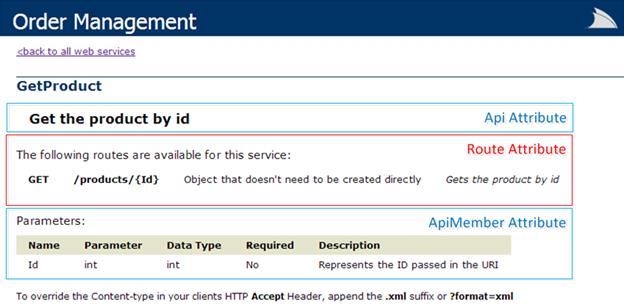 Order Management
<back to all web services
GetProduct
Get the product by id
Api Attribute
Route Attribute
The following routes are available for this service:
GET /products/{Id} Object that doesn't need to be created directly Gets the product by id
Parameters:
ApiMember Attribute
Name Parameter Data Type Required Description
Id int int No Represents the ID passed in the URI
To override the Content-type in your clients HTTP Accept Header, append the .xml suffix or ?format=xml